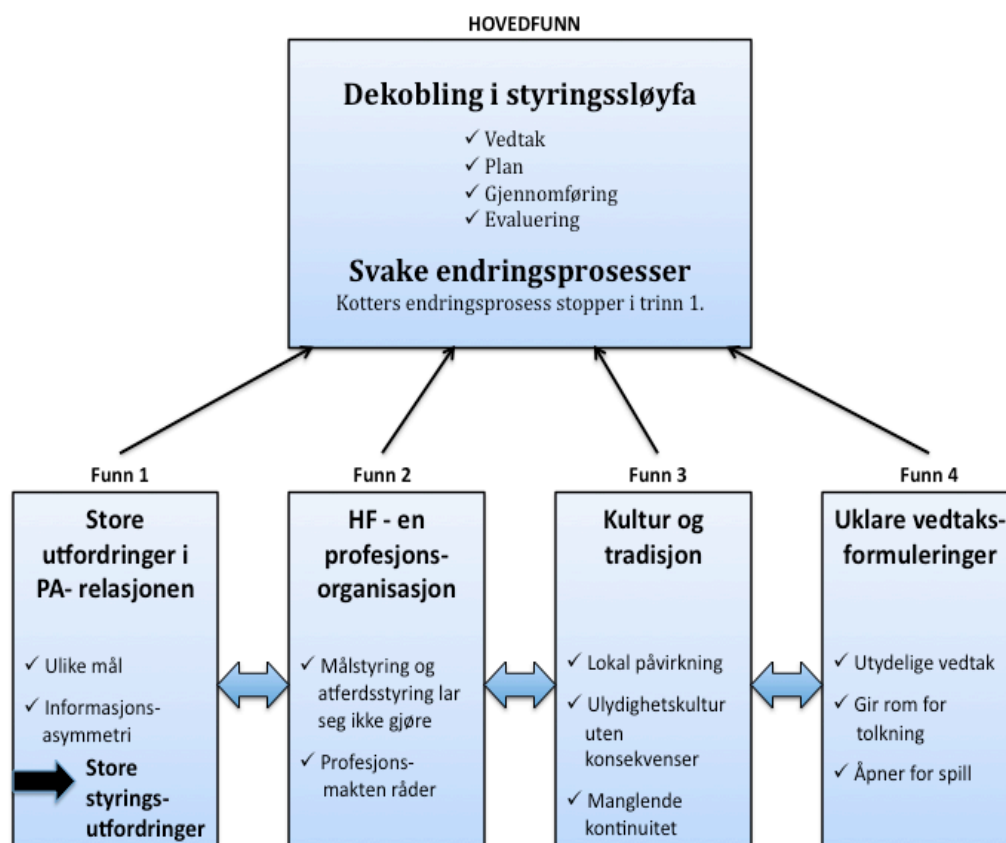 HOVEDFUNN
Dekobling i styringssløyfa
✓ Vedtak
✓ Plan
✓ Gjennomføring
✓ Evaluering
Svake endringsprosesser
Kotters endringsprosess stopper i trinn 1.
Funn 1
Store
utfordringer i
PA- relasjonen
✓ Ulike mål
✓ Informasjons-
asymmetri
Store
styrings-
utfordringer
Funn 2
HF - en
profesjons-
organisasjon
✓ Målstyring og
atferdsstyring lar
seg ikke gjøre
✓ Profesjons-
makten råder
Funn 3
Kultur og
tradisjon
✓ Lokal påvirkning
✓ Ulydighetskultur
uten
konsekvenser
✓ Manglende
kontinuitet
Funn 4
Uklare vedtaks-
formuleringer
✓ Utydelige vedtak
✓ Gir rom for
tolkning
✓ Åpner for spill